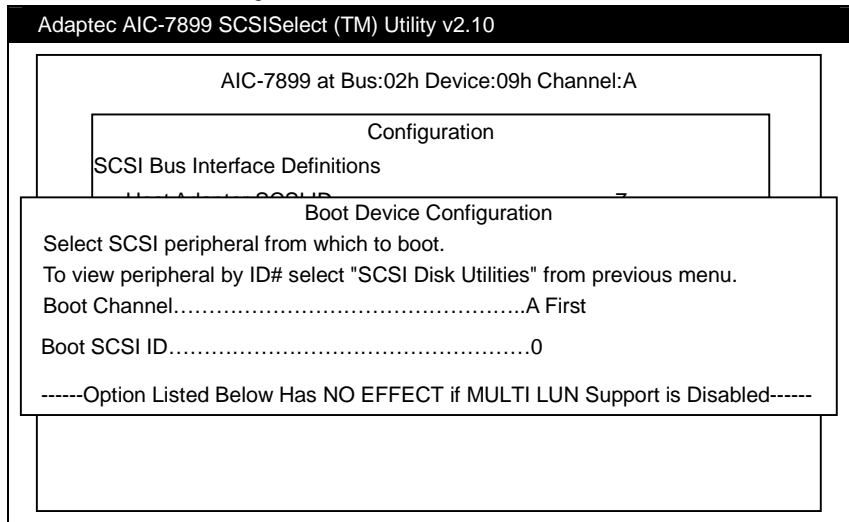 Adaptec AIC-7899 SCSISelect (TM) Utility v2.10
AIC-7899 at Bus:02h Device:09h Channel:A
Configuration
SCSI Bus Interface Definitions
Boot Device Configuration
Select SCSI peripheral from which to boot.
To view peripheral by ID# select "SCSI Disk Utilities" from previous menu.
Boot Channel…………………………………………..A First
Boot SCSI ID……………………………………………0
------Option Listed Below Has NO EFFECT if MULTI LUN Support is Disabled------